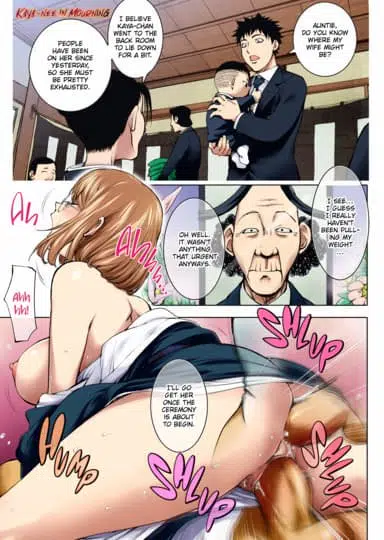 KAYA-NEE IN MOURNING
I BELIEVE
KAYA-CHAN
WENT TO
THE BACK
ROOM TO
LIE DOWN
FOR A
BIT.
AUNTIE,
DO YOU KNOW
WHERE MY
WIFE MIGHT
BE?
PEOPLE
HAVE BEEN
ON HER SINCE
YESTERDAY,
SO SHE
MUST BE
PRETTY
EXHAUSTED.
I SEE...
I GUESS
I REALLY
HAVEN'T
BEEN PULL-
ING MY
WEIGHT
...
OH WELL.
IT WASN'T
ANYTHING
THAT URGENT
ANYWAYS.
Ah
Ahhh
Ahh
hh!
SHLUP
SHLUP
I'LL GO
GET HER
ONCE THE
CEREMONY
IS ABOUT
TO
BEGIN.
HUMP
SHLUP
SHLUP